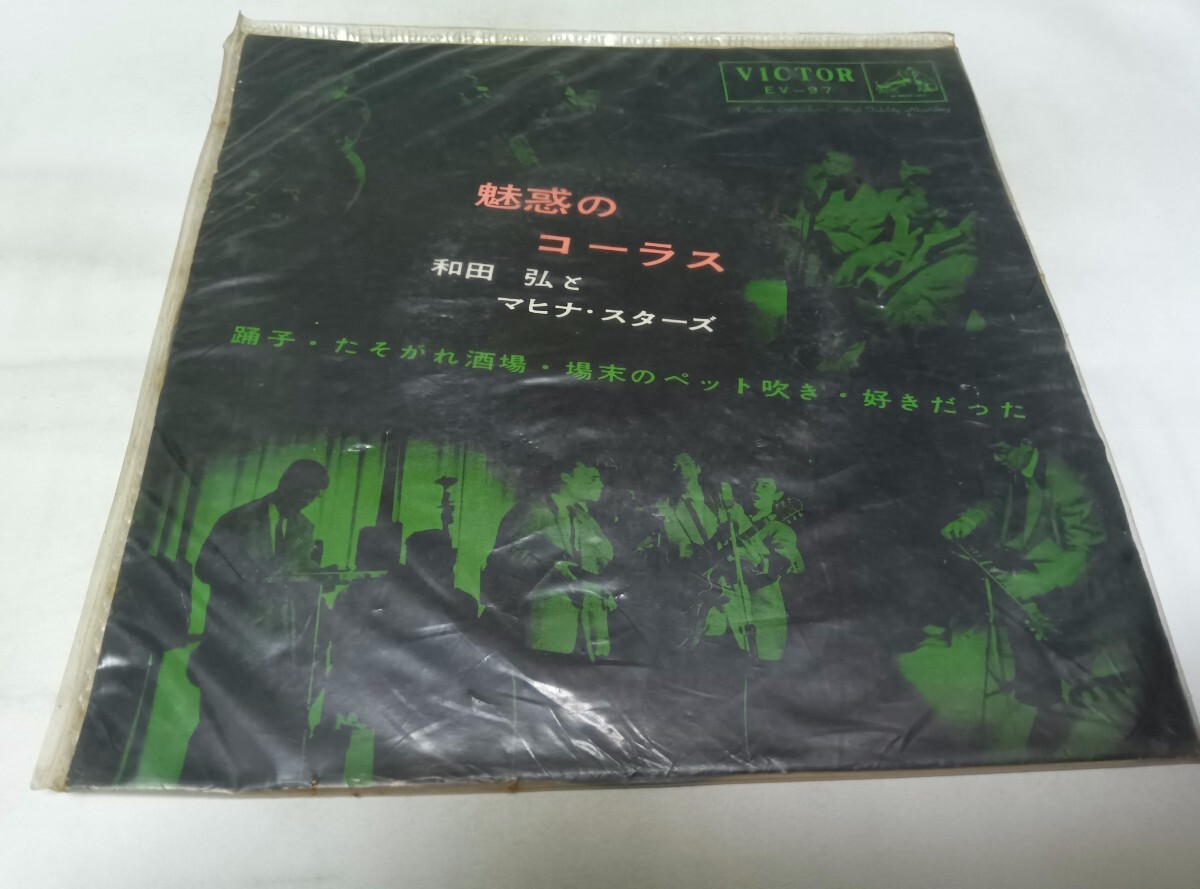 VICTOR
EV-97
魅惑の
コーラス
和田 弘と
マヒナ・スターズ
踊子・たそがれ酒場・場末のペット吹き・好きだった